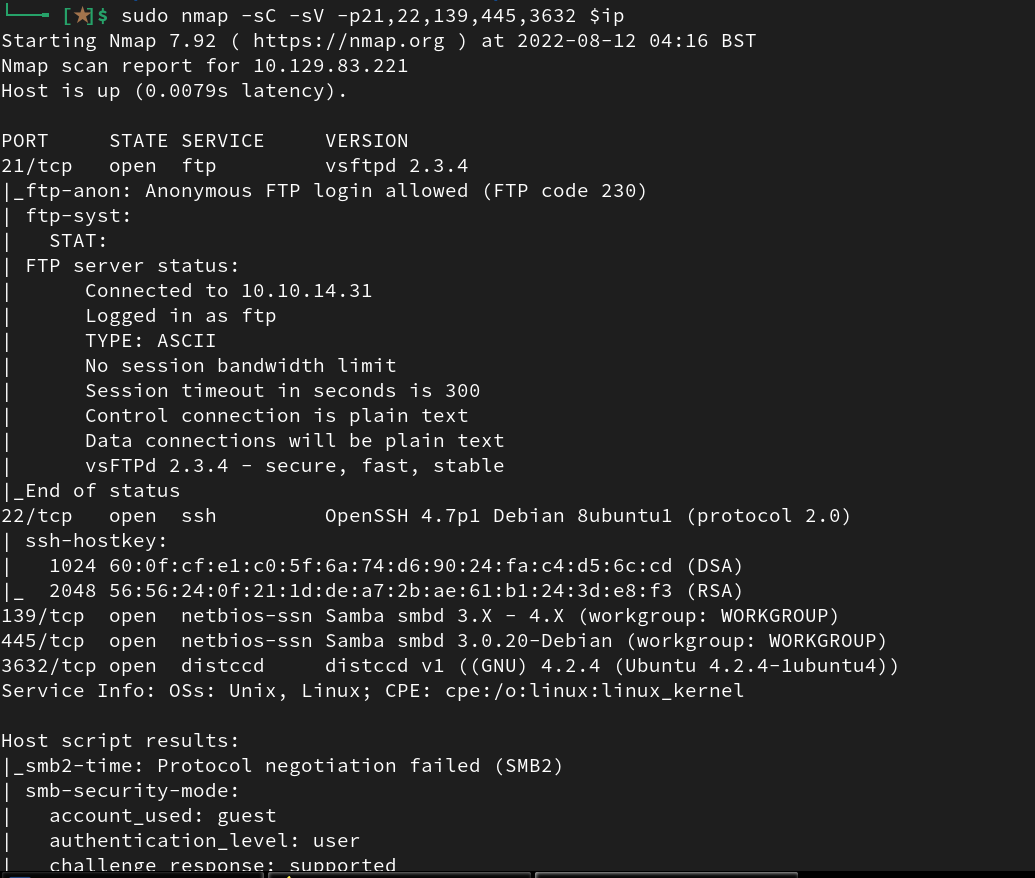 └──╼ [★]$ sudo nmap -sC -sV -p21,22,139,445,3632 $ip
Starting Nmap 7.92 ( https://nmap.org ) at 2022-08-12 04:16 BST
Nmap scan report for 10.129.83.221
Host is up (0.0079s latency).

PORT     STATE SERVICE     VERSION
21/tcp   open  ftp         vsftpd 2.3.4
|_ftp-anon: Anonymous FTP login allowed (FTP code 230)
| ftp-syst:
|   STAT:
| FTP server status:
|      Connected to 10.10.14.31
|      Logged in as ftp
|      TYPE: ASCII
|      No session bandwidth limit
|      Session timeout in seconds is 300
|      Control connection is plain text
|      Data connections will be plain text
|      vsFTPd 2.3.4 - secure, fast, stable
|_End of status
22/tcp   open  ssh         OpenSSH 4.7p1 Debian 8ubuntu1 (protocol 2.0)
| ssh-hostkey:
|   1024 60:0f:cf:e1:c0:5f:6a:74:d6:90:24:fa:c4:d5:6c:cd (DSA)
|_  2048 56:56:24:0f:21:1d:de:a7:2b:ae:61:b1:24:3d:e8:f3 (RSA)
139/tcp  open  netbios-ssn Samba smbd 3.X - 4.X (workgroup: WORKGROUP)
445/tcp  open  netbios-ssn Samba smbd 3.0.20-Debian (workgroup: WORKGROUP)
3632/tcp open  distccd     distccd v1 ((GNU) 4.2.4 (Ubuntu 4.2.4-1ubuntu4))
Service Info: OSs: Unix, Linux; CPE: cpe:/o:linux:linux_kernel

Host script results:
|_smb2-time: Protocol negotiation failed (SMB2)
| smb-security-mode:
|   account_used: guest
|   authentication_level: user
|   challenge_response: supported